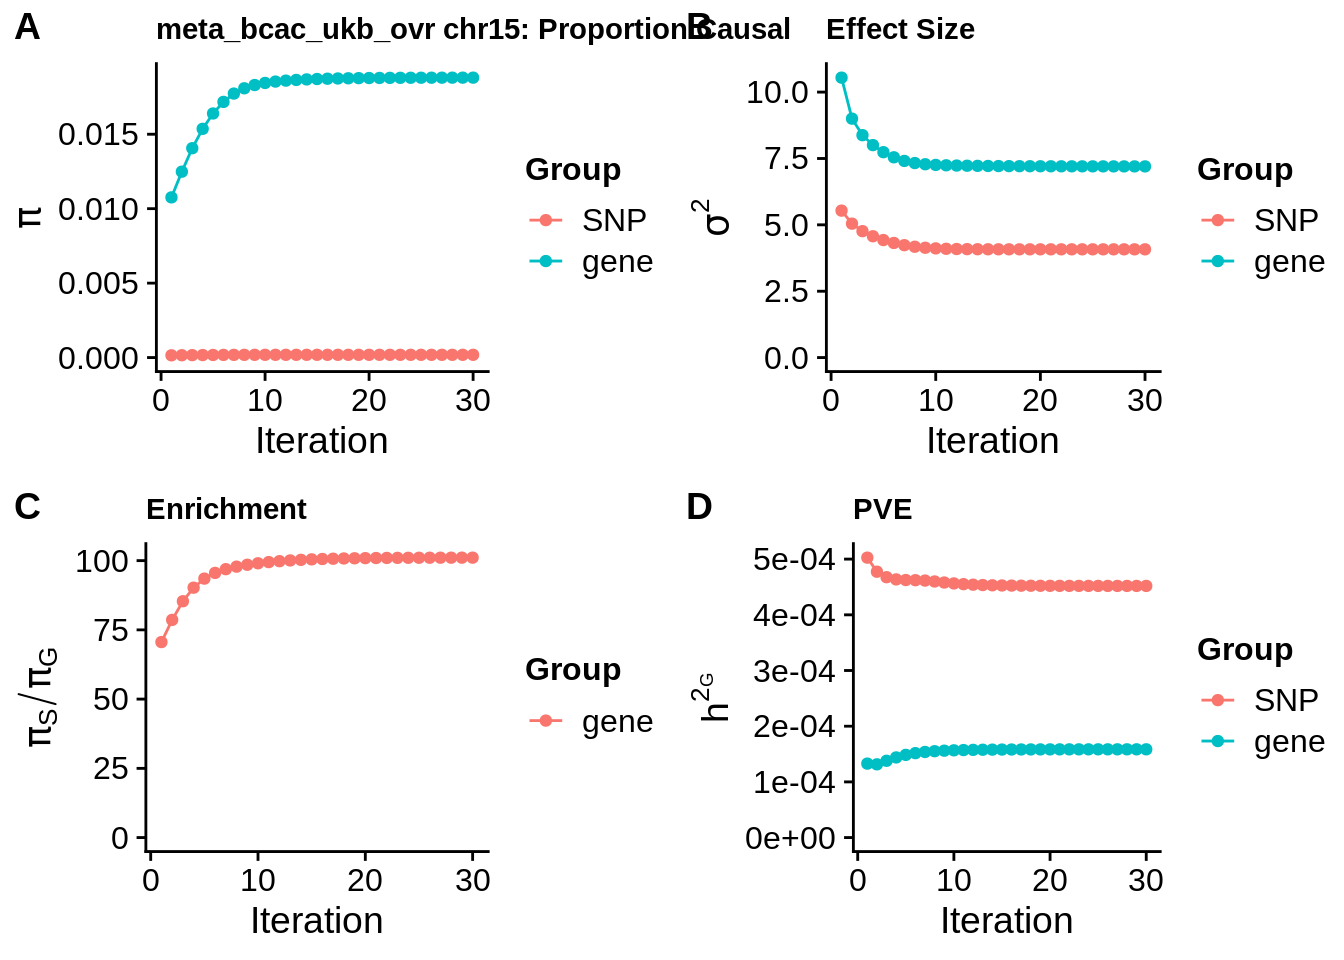 A
meta_bcac_ukb_ovr chr15: Proportion Causal
π
0.015
0.010
0.005
0.000
0 10 20 30
Iteration
Group
SNP
gene
B
Effect Size
σ2
10.0
7.5
5.0
2.5
0.0
0 10 20 30
Iteration
Group
SNP
gene
C
Enrichment
πS/πG
100
75
50
25
0
0 10 20 30
Iteration
Group
gene
D
PVE
h2G
5e-04
4e-04
3e-04
2e-04
1e-04
0e+00
0 10 20 30
Iteration
Group
SNP
gene